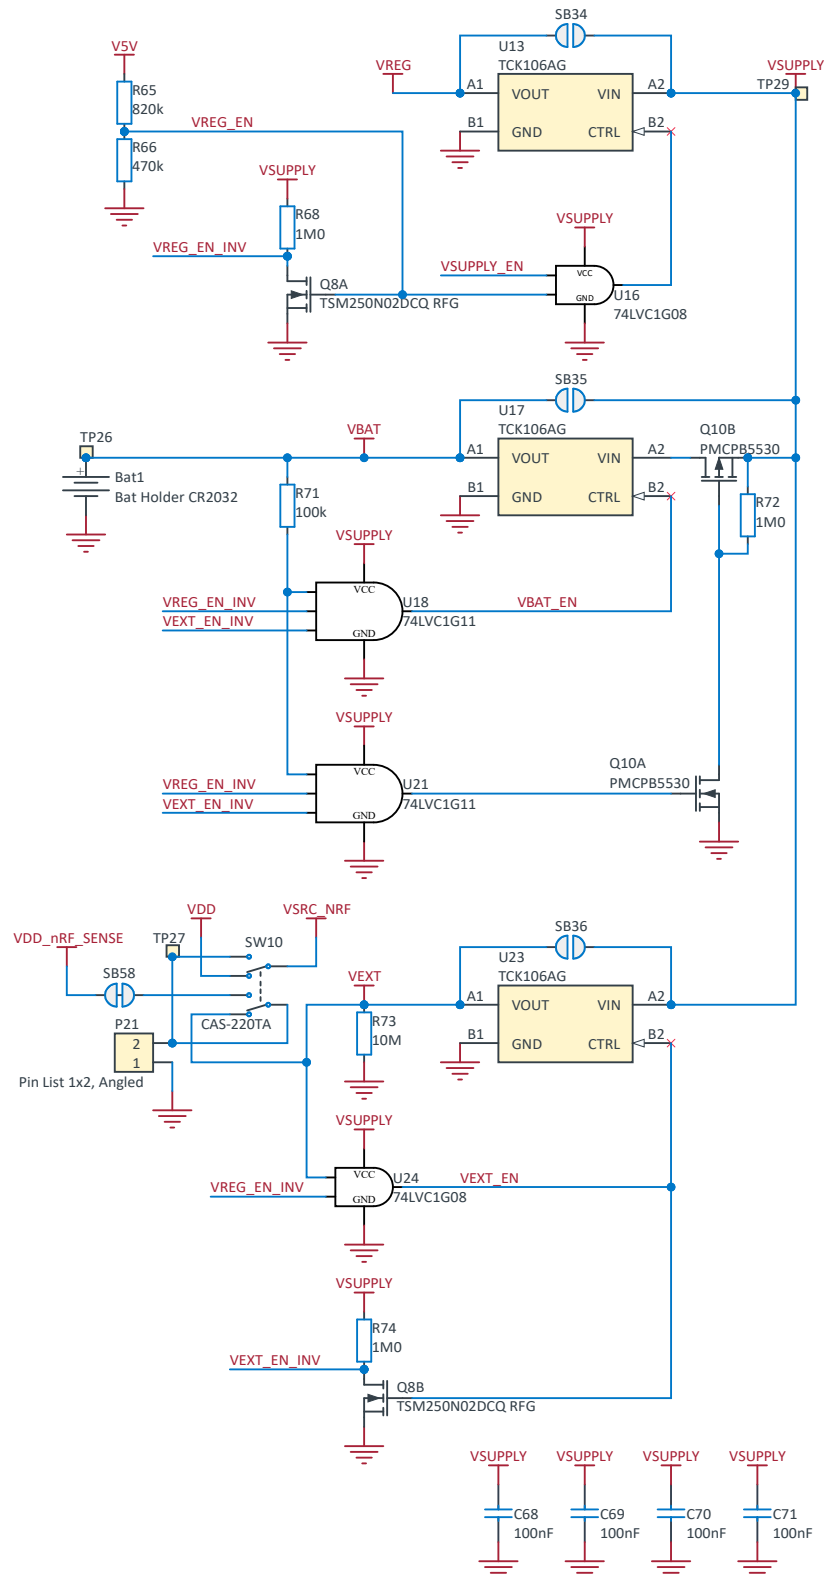 SB34
V5V
U13
TCK106AG
VREG
VSUPPLY
TP29
A1
VOUT
VIN
A2
R65
820k
VREG_EN
B1
GND
CTRL
B2
R66
470k
VSUPPLY
R68
1M0
VSUPPLY
VREG_EN_INV
VSUPPLY_EN
VCC
Q8A
TSM250N02DCQ RFG
GND
U16
74LVC1G08
SB35
U17
TCK106AG
Q10B
PMCPB5530
TP26
VBAT
A1
VOUT
VIN
A2
+
Bat1
Bat Holder CR2032
R71
100k
B1
GND
CTRL
B2
R72
1M0
VSUPPLY
VCC
VREG_EN_INV
VEXT_EN_INV
GND
U18
74LVC1G11
VBAT_EN
VSUPPLY
VCC
VREG_EN_INV
VEXT_EN_INV
GND
U21
74LVC1G11
Q10A
PMCPB5530
VDD
VSRC_NRF
VDD_nRF_SENSE
TP27
SW10
SB36
U23
TCK106AG
SB58
VEXT
A1
VOUT
VIN
A2
CAS-220TA
P21
2
1
Pin List 1x2, Angled
R73
10M
B1
GND
CTRL
B2
VSUPPLY
VCC
VREG_EN_INV
GND
U24
74LVC1G08
VEXT_EN
VSUPPLY
R74
1M0
VEXT_EN_INV
Q8B
TSM250N02DCQ RFG
VSUPPLY
VSUPPLY
VSUPPLY
VSUPPLY
C68
100nF
C69
100nF
C70
100nF
C71
100nF